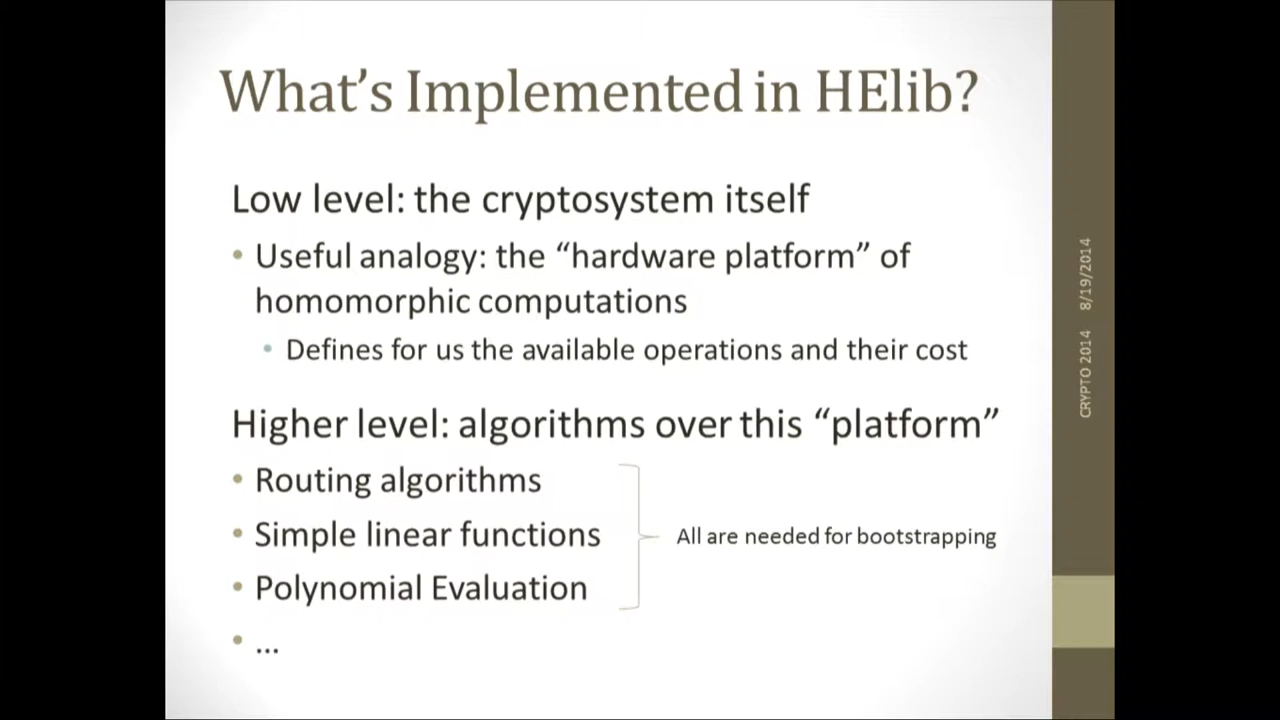 What's Implemented in HElib?
Low level: the cryptosystem itself
• Useful analogy: the “hardware platform” of
homomorphic computations
• Defines for us the available operations and their cost
Higher level: algorithms over this “platform”
• Routing algorithms
• Simple linear functions
All are needed for bootstrapping
• Polynomial Evaluation
• ...
CRYPTO 2014 8/19/2014